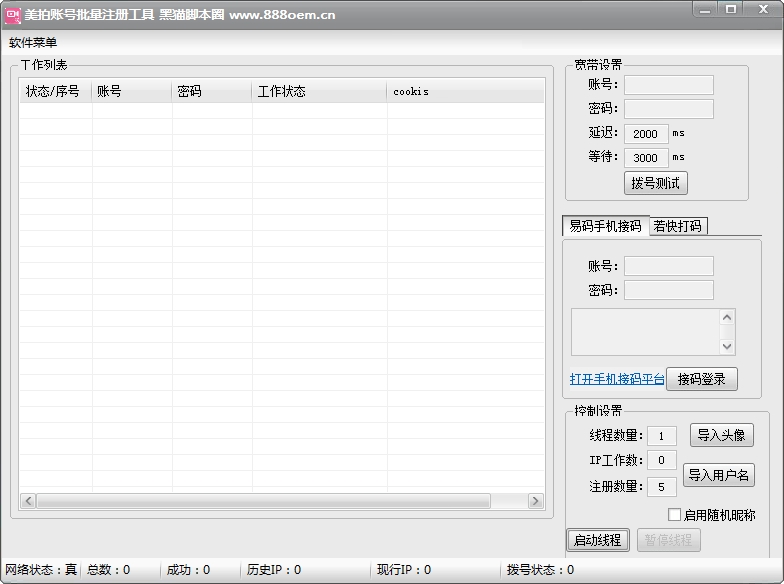 美拍账号批量注册工具 黑猫脚本圈 www.888oem.cn
软件菜单
工作列表
状态/序号 账号 密码 工作状态 cookis
宽带设置
账号：
密码：
延迟： 2000 ms
等待： 3000 ms
拨号测试
易码手机接码 若快打码
账号：
密码：
打开手机接码平台 接码登录
控制设置
线程数量： 1 导入头像
IP工作数： 0
导入用户名
注册数量： 5
启用随机昵称
启动线程 暂停线程
网络状态：真 总数：0 成功：0 历史IP：0 现行IP：0 拨号状态：0